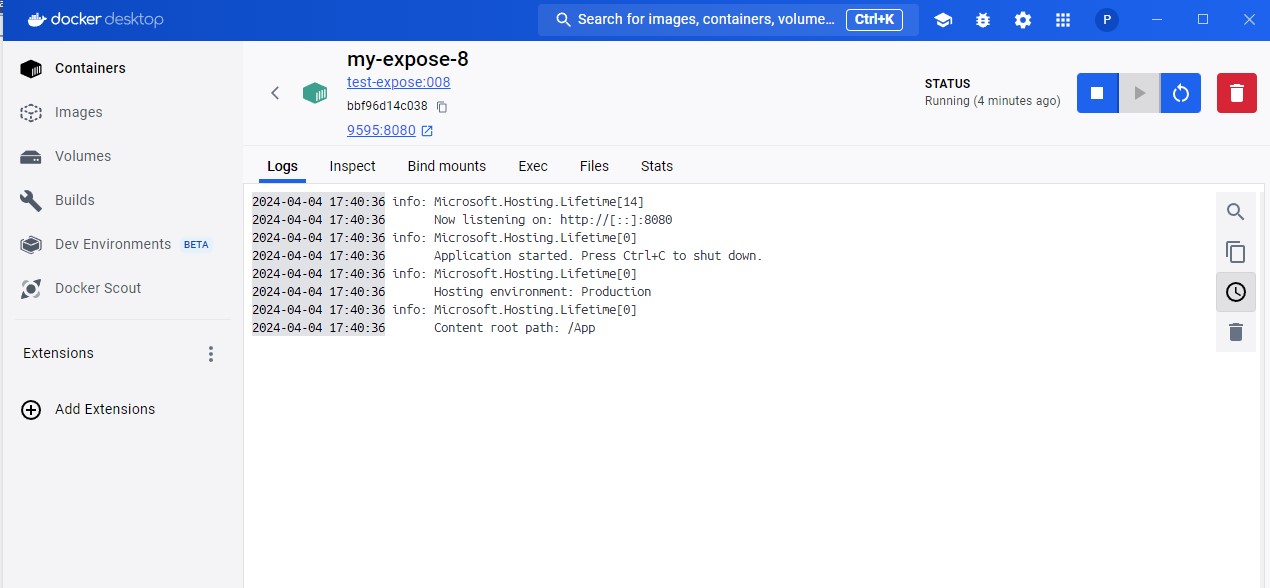 docker desktop
Search for images, containers, volume...
Ctrl+K
P
Containers
Images
Volumes
Builds
Dev Environments BETA
Docker Scout
Extensions
Add Extensions
my-expose-8
test-expose:008
bbf96d14c038
9595:8080
STATUS
Running (4 minutes ago)
Logs Inspect Bind mounts Exec Files Stats
2024-04-04 17:40:36 info: Microsoft.Hosting.Lifetime[14]
2024-04-04 17:40:36 Now listening on: http://[::]:8080
2024-04-04 17:40:36 info: Microsoft.Hosting.Lifetime[0]
2024-04-04 17:40:36 Application started. Press Ctrl+C to shut down.
2024-04-04 17:40:36 info: Microsoft.Hosting.Lifetime[0]
2024-04-04 17:40:36 Hosting environment: Production
2024-04-04 17:40:36 info: Microsoft.Hosting.Lifetime[0]
2024-04-04 17:40:36 Content root path: /App